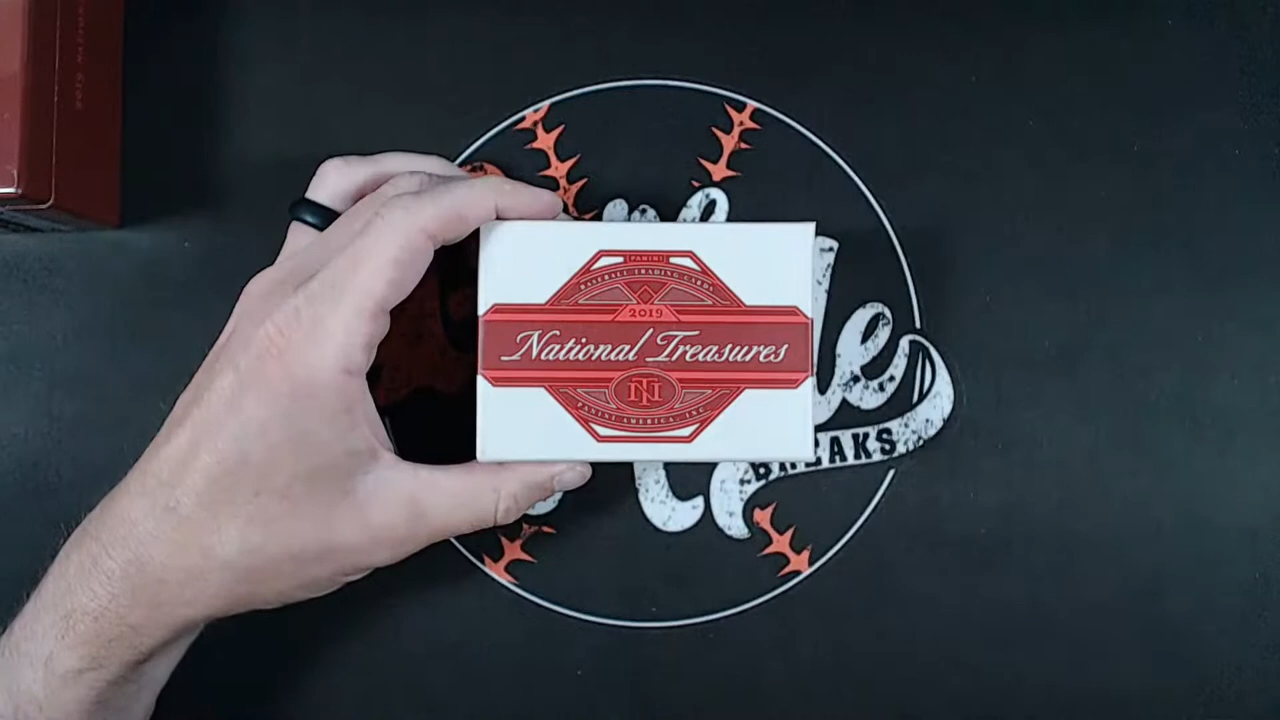 PANINI
BASEBALL TRADING CARDS
2019
National Treasures
NT
PANINI AMERICA, INC.
BREAKS